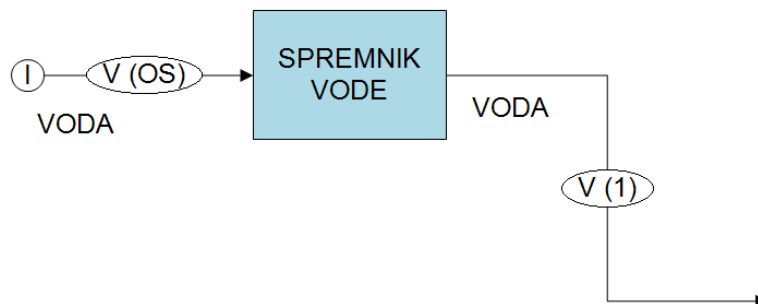 I
V (OS)
SPREMNIK
VODE
VODA
VODA
V (1)